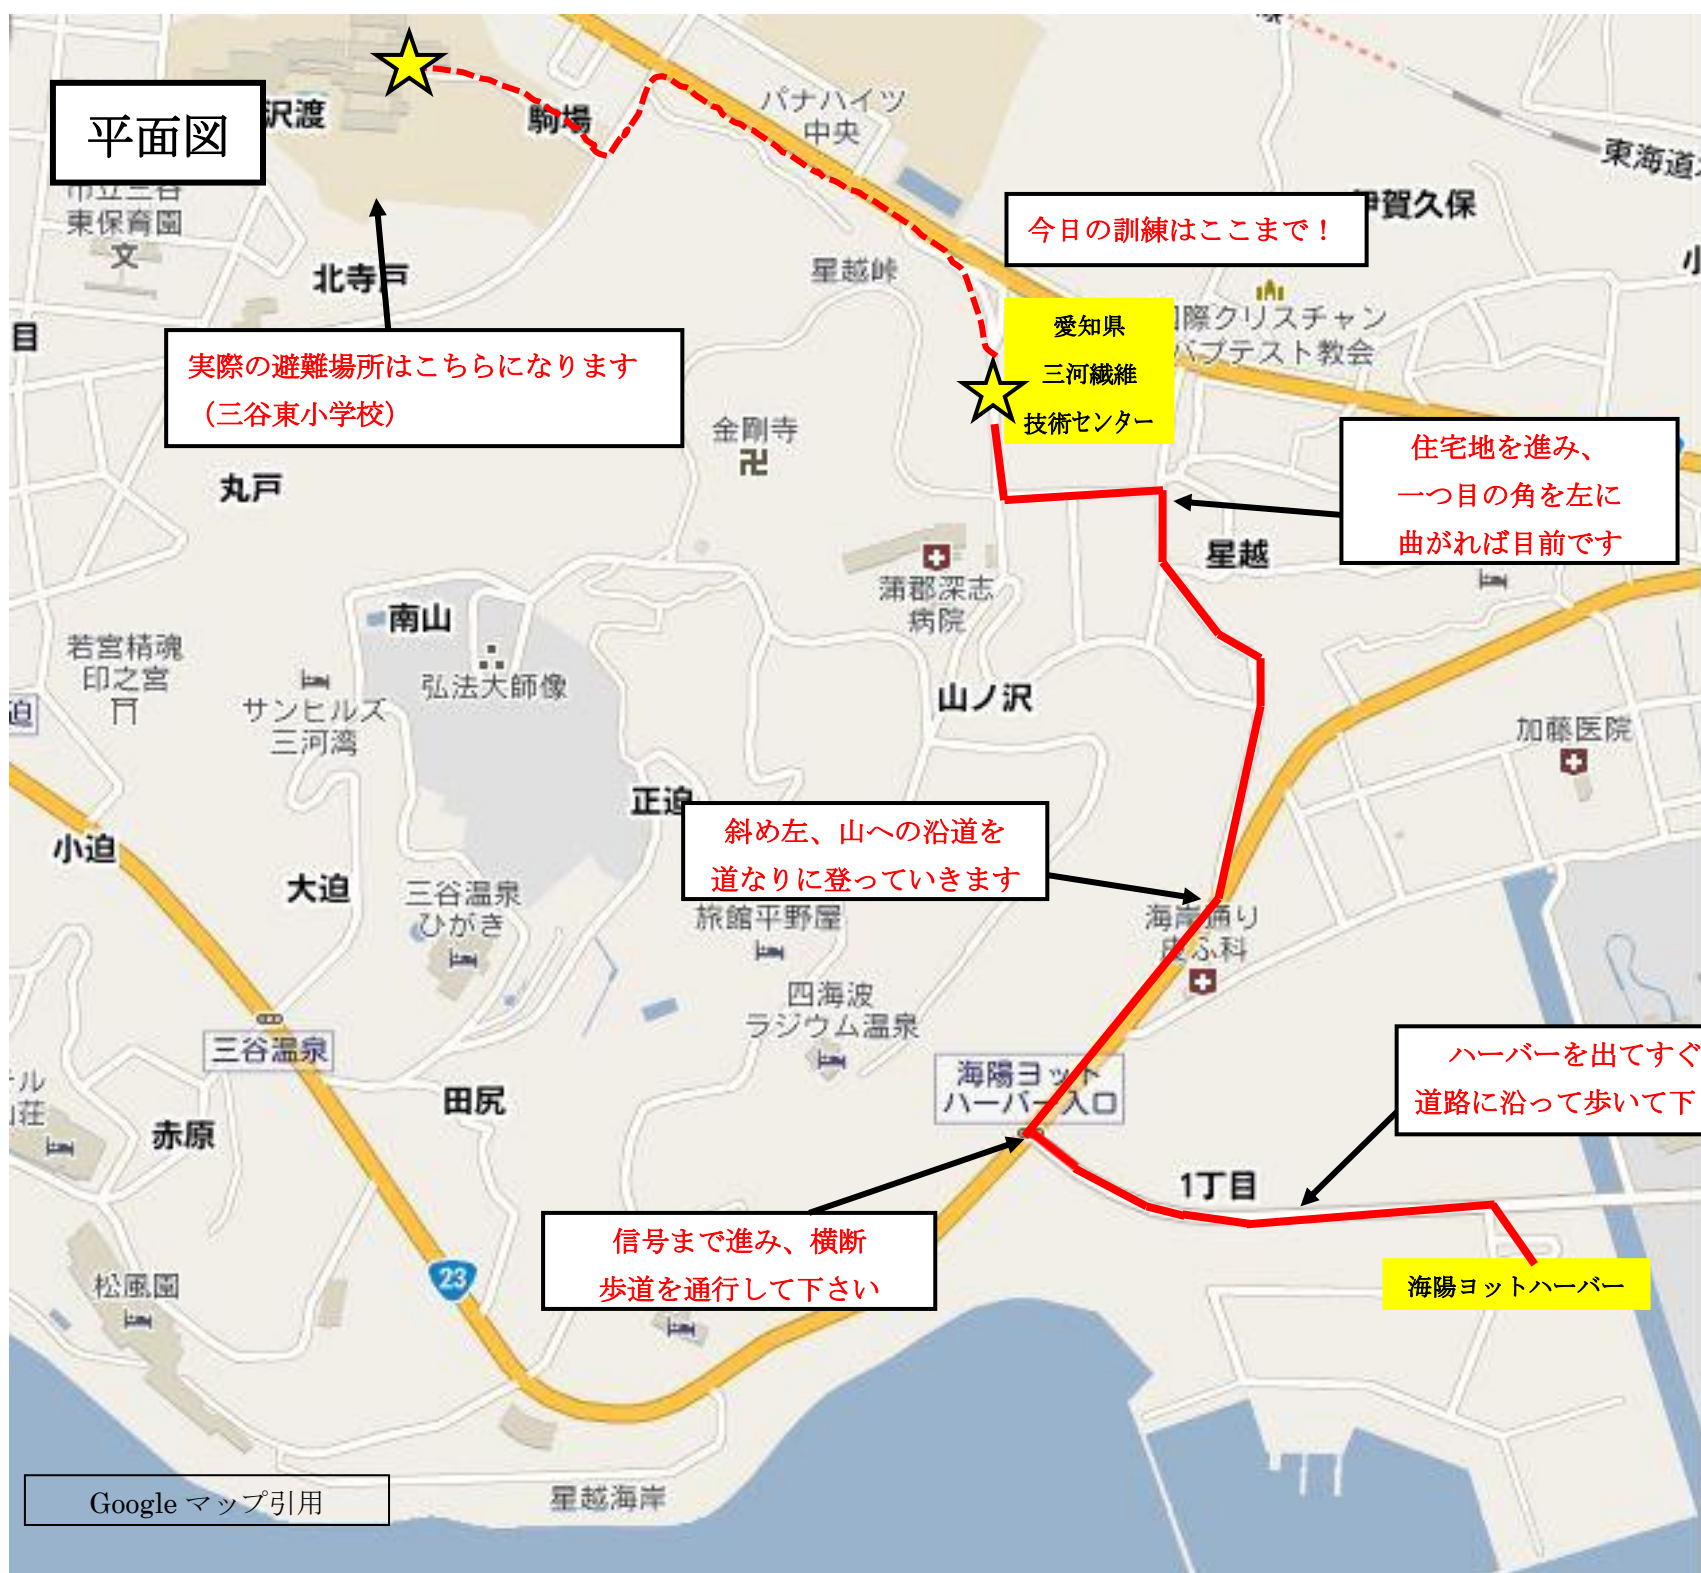 平面図
沢渡
駒場
パナハイツ
中央
東海道
東保育園
文
北寺戸
目
星越峠
今日の訓練はここまで！
賀久保
小
愛知県
三河繊維
技術センター
際クリスチャン
バプテスト教会
実際の避難場所はこちらになります
（三谷東小学校）
金剛寺
丸戸
住宅地を進み、
一つ目の角を左に
曲がれば目前です
星越
蒲郡深志
病院
南山
弘法大師像
若宮精魂
印之宮
サンヒルズ
三河湾
迫
山ノ沢
加藤医院
正迫
斜め左、山への沿道を
道なりに登っていきます
小迫
大迫
三谷温泉
ひがき
旅館平野屋
海岸通り
皮ふ科
四海波
ラジウム温泉
三谷温泉
海陽ヨット
ハーバー入口
ハーバーを出てすぐ
道路に沿って歩いて下
ル
荘
赤原
田尻
1丁目
信号まで進み、横断
歩道を通行して下さい
23
松風園
海陽ヨットハーバー
Google マップ引用
星越海岸